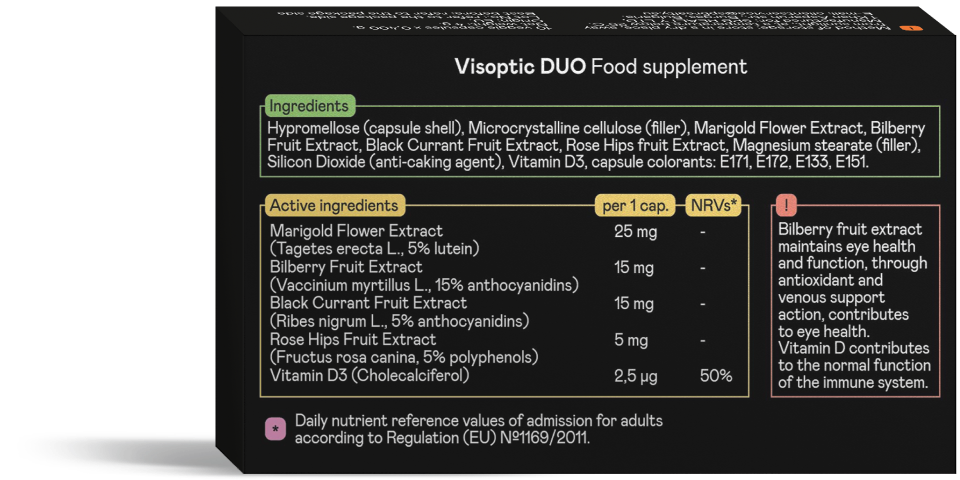 10 veggie capsules x 0,400 g
Visoptic DUO Food supplement
Ingredients
Hypromellose (capsule shell), Microcrystalline cellulose (filler), Marigold Flower Extract, Bilberry
Fruit Extract, Black Currant Fruit Extract, Rose Hips fruit Extract, Magnesium stearate (filler),
Silicon Dioxide (anti-caking agent), Vitamin D3, capsule colorants: E171, E172, E133, E151.
Active ingredients per 1 cap. NRVs*
Marigold Flower Extract 25 mg -
(Tagetes erecta L., 5% lutein)
Bilberry Fruit Extract 15 mg -
(Vaccinium myrtillus L., 15% anthocyanidins)
Black Currant Fruit Extract 15 mg -
(Ribes nigrum L., 5% anthocyanidins)
Rose Hips Fruit Extract 5 mg -
(Fructus rosa canina, 5% polyphenols)
Vitamin D3 (Cholecalciferol) 2,5 µg 50%
!
Bilberry fruit extract
maintains eye health
and function, through
antioxidant and
venous support
action, contributes
to eye health.
Vitamin D contributes
to the normal function
of the immune system.
* Daily nutrient reference values of admission for adults
according to Regulation (EU) №1169/2011.